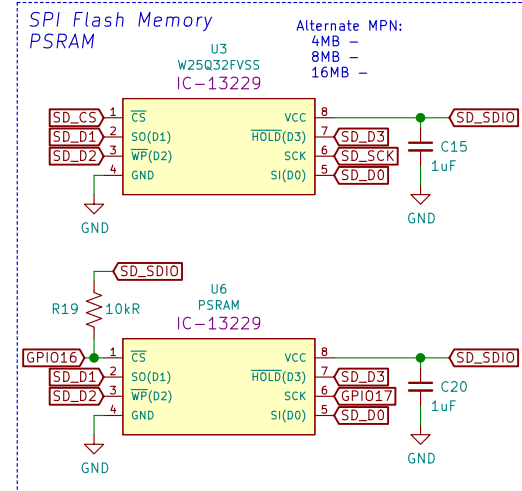 SPI Flash Memory
PSRAM
Alternate MPN:
4MB –
8MB –
16MB –
U3
W25Q32FVSS
IC-13229
SD_CS 1 CS VCC 8 SD_SDIO
SD_D1 2 SO(D1) HOLD(D3) 7 SD_D3
SD_D2 3 WP(D2) SCK 6 SD_SCK
4 GND SI(D0) 5 SD_D0
C15
1uF
GND
GND
SD_SDIO
R19 10kR
U6
PSRAM
IC-13229
GPIO16 1 CS VCC 8 SD_SDIO
SD_D1 2 SO(D1) HOLD(D3) 7 SD_D3
SD_D2 3 WP(D2) SCK 6 GPIO17
4 GND SI(D0) 5 SD_D0
C20
1uF
GND
GND